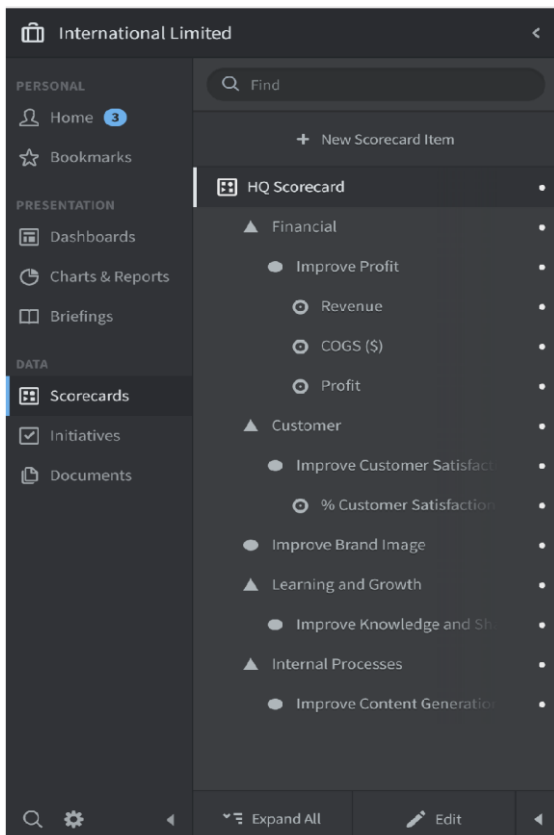 International Limited
PERSONAL
Home 3
Bookmarks
PRESENTATION
Dashboards
Charts & Reports
Briefings
DATA
Scorecards
Initiatives
Documents
Find
+ New Scorecard Item
HQ Scorecard
Financial
Improve Profit
Revenue
COGS ($)
Profit
Customer
Improve Customer Satisfact
% Customer Satisfaction
Improve Brand Image
Learning and Growth
Improve Knowledge and Sk
Internal Processes
Improve Content Generation
Expand All
Edit